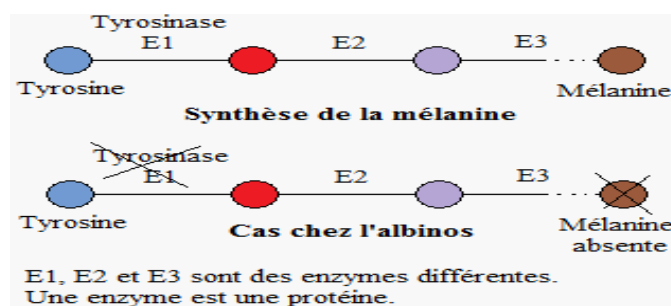 Tyrosinase
E1 E2 E3
Tyrosine Mélanine
Synthèse de la mélanine
Tyrosinase
E1 E2 E3
Tyrosine Mélanine
Cas chez l'albinos absente
E1, E2 et E3 sont des enzymes différentes.
Une enzyme est une protéine.